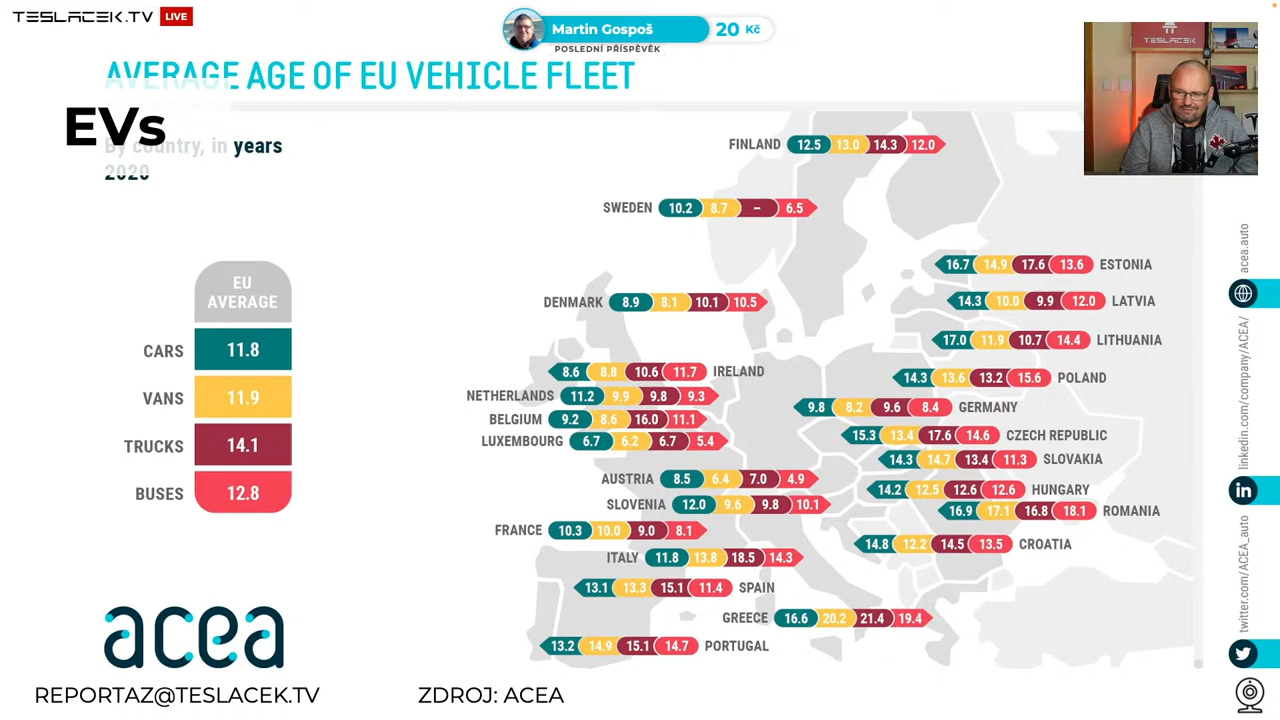 TESLACEK.TV LIVE
Martin Gospoš 20 Kč
POSLEDNÍ PŘÍSPĚVEK
TESLACEK
AVERAGE AGE OF EU VEHICLE FLEET
EVs
By country, in years
2020
EU
AVERAGE
CARS 11.8
VANS 11.9
TRUCKS 14.1
BUSES 12.8
FINLAND 12.5 13.0 14.3 12.0
SWEDEN 10.2 8.7 – 6.5
16.7 14.9 17.6 13.6 ESTONIA
DENMARK 8.9 8.1 10.1 10.5
14.3 10.0 9.9 12.0 LATVIA
17.0 11.9 10.7 14.4 LITHUANIA
8.6 8.8 10.6 11.7 IRELAND
14.3 13.6 13.2 15.6 POLAND
NETHERLANDS 11.2 9.9 9.8 9.3
9.8 8.2 9.6 8.4 GERMANY
BELGIUM 9.2 8.6 16.0 11.1
15.3 13.4 17.6 14.6 CZECH REPUBLIC
LUXEMBOURG 6.7 6.2 6.7 5.4
14.3 14.7 13.4 11.3 SLOVAKIA
AUSTRIA 8.5 6.4 7.0 4.9
14.2 12.5 12.6 12.6 HUNGARY
SLOVENIA 12.0 9.6 9.8 10.1
16.9 17.1 16.8 18.1 ROMANIA
FRANCE 10.3 10.0 9.0 8.1
14.8 12.2 14.5 13.5 CROATIA
ITALY 11.8 13.8 18.5 14.3
13.1 13.3 15.1 11.4 SPAIN
GREECE 16.6 20.2 21.4 19.4
13.2 14.9 15.1 14.7 PORTUGAL
acea
REPORTAZ@TESLACEK.TV
ZDROJ: ACEA
acea.auto
linkedin.com/company/ACEA/
in
twitter.com/ACEA_auto